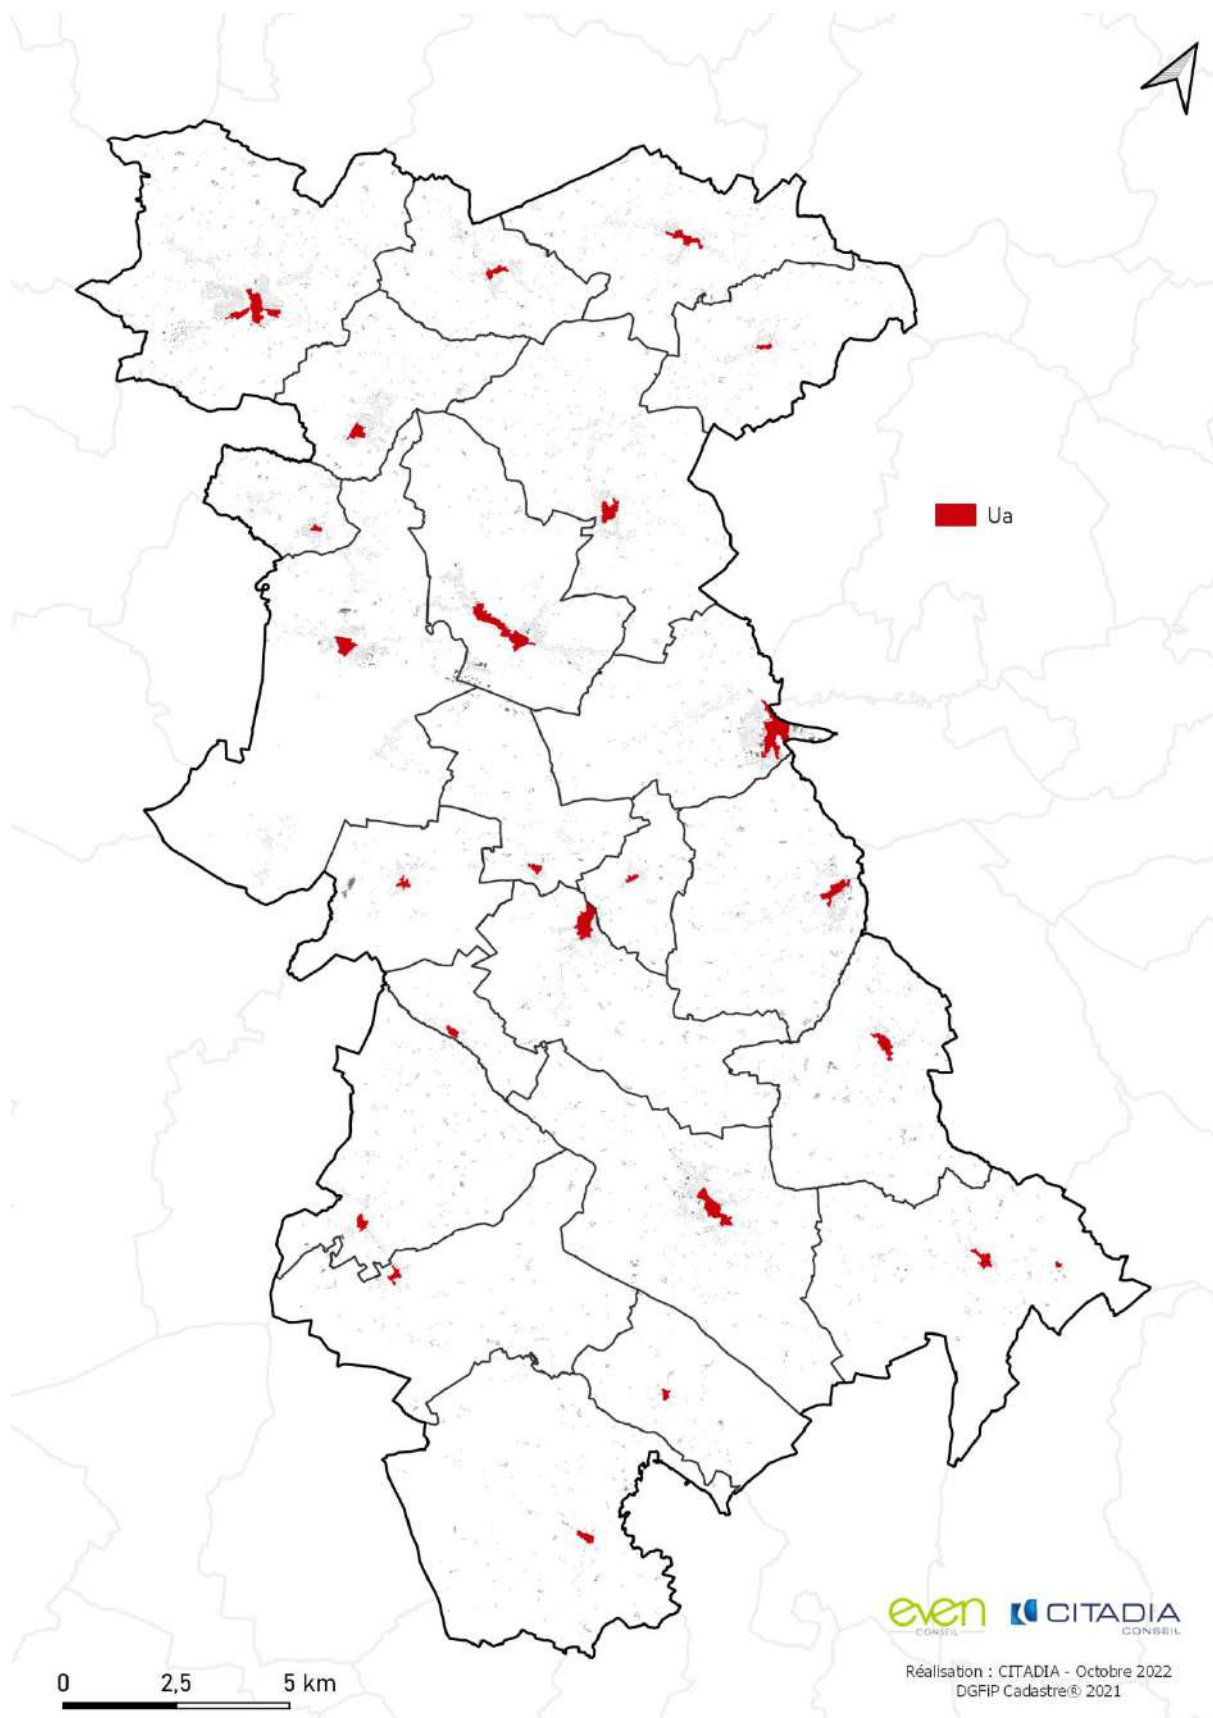 Ua
even
CONSEIL
CITADIA
CONSEIL
Réalisation : CITADIA - Octobre 2022
DGFiP Cadastre® 2021
0 2,5 5 km